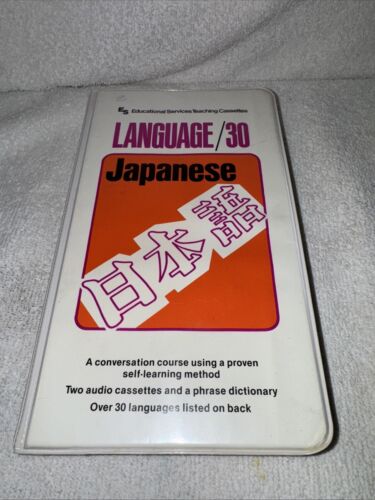 ES Educational Services Teaching Cassettes
LANGUAGE/30
Japanese
日本語
A conversation course using a proven
self-learning method
Two audio cassettes and a phrase dictionary
Over 30 languages listed on back